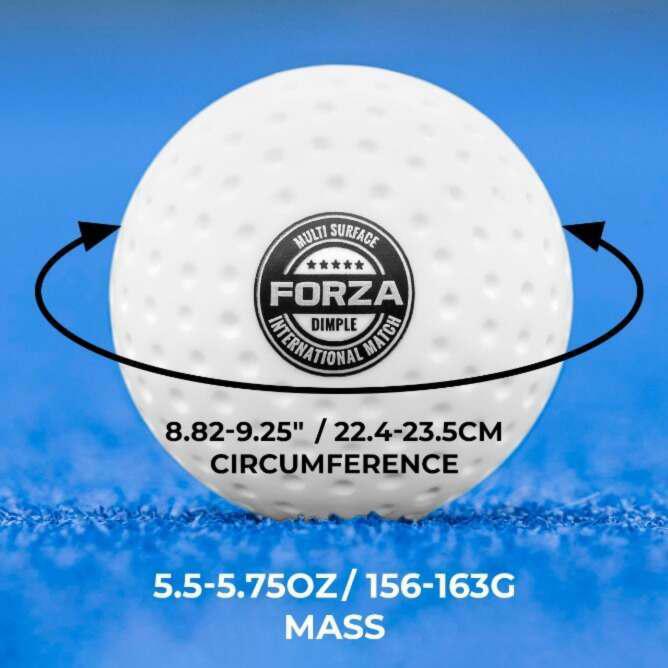 MULTI SURFACE
FORZA
DIMPLE
INTERNATIONAL MATCH
8.82-9.25" / 22.4-23.5CM
CIRCUMFERENCE
5.5-5.75OZ/ 156-163G
MASS